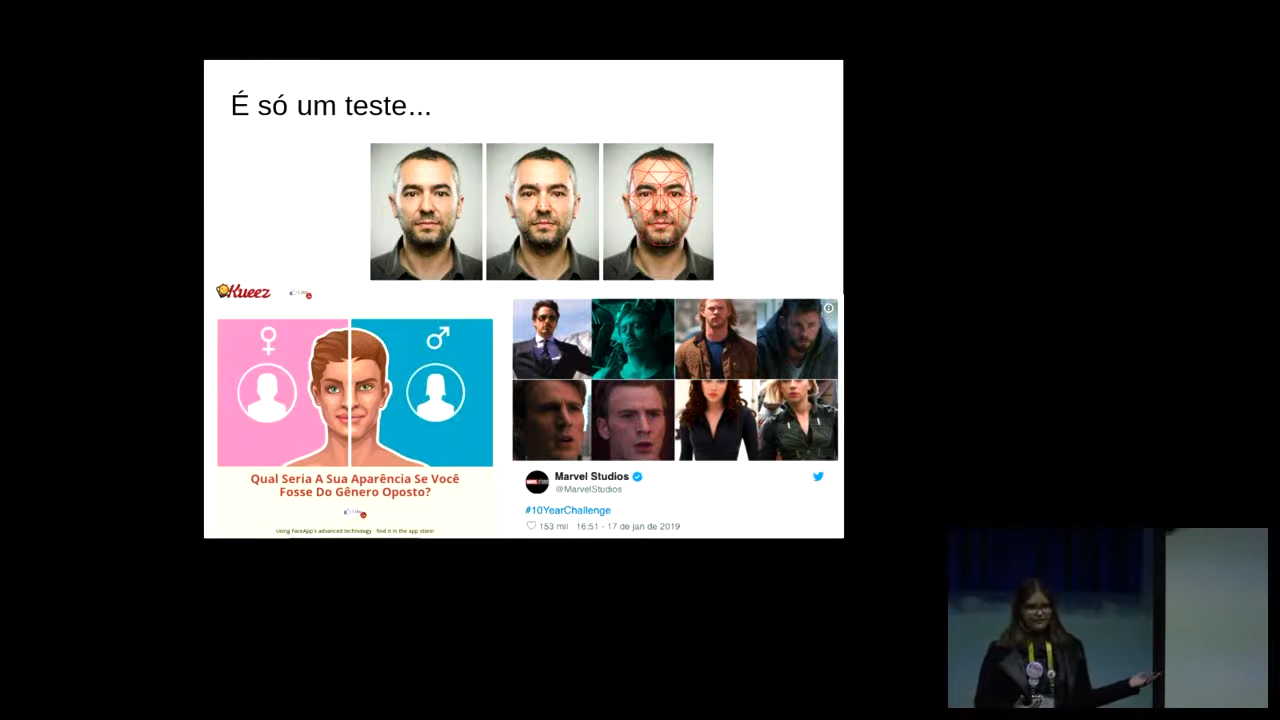 É só um teste...
Kueez
Qual Seria A Sua Aparência Se Você
Fosse Do Gênero Oposto?
Using FaceApp's advanced technology find it in the app store!
Marvel Studios
@MarvelStudios
#10YearChallenge
153 mil 16:51 - 17 de jan de 2019